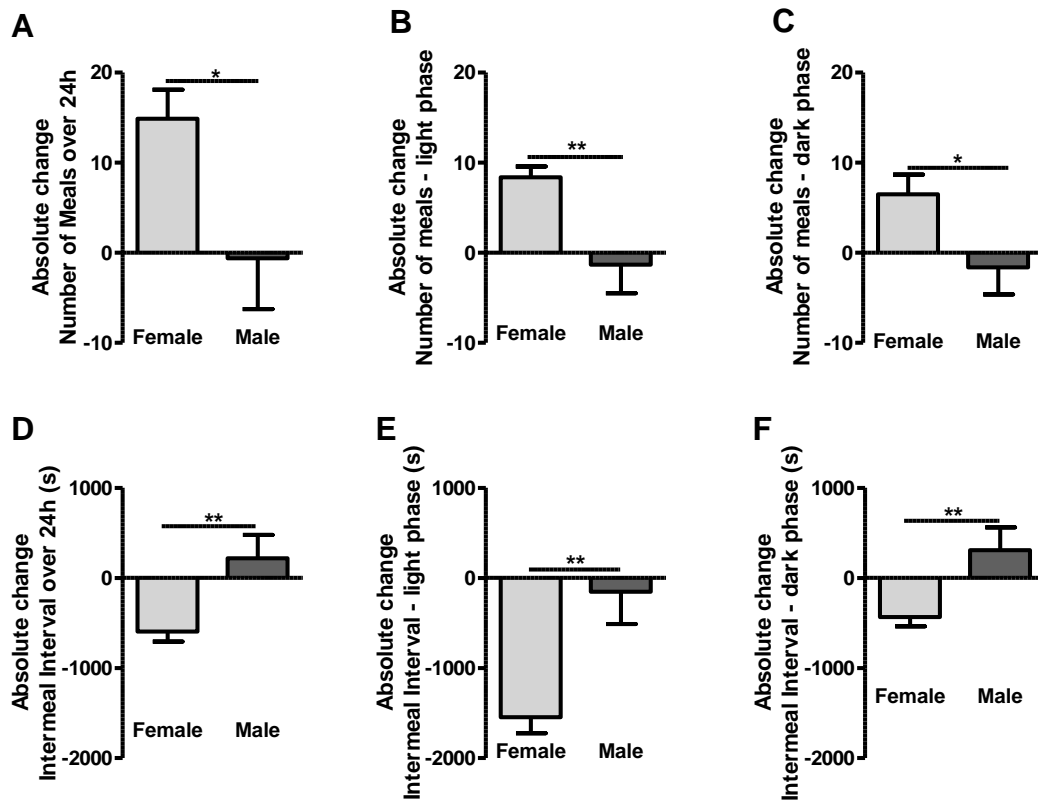 A
Absolute change
Number of Meals over 24h
20
10
0
-10
*
Female
Male
B
Absolute change
Number of meals - light phase
20
10
0
-10
**
Female
Male
C
Absolute change
Number of meals - dark phase
20
10
0
-10
*
Female
Male
D
Absolute change
Intermeal Interval over 24h (s)
1000
0
-1000
-2000
**
Female
Male
E
Absolute change
Intermeal Interval - light phase (s)
1000
0
-1000
-2000
**
Female
Male
F
Absolute change
Intermeal Interval - dark phase (s)
1000
0
-1000
-2000
**
Female
Male